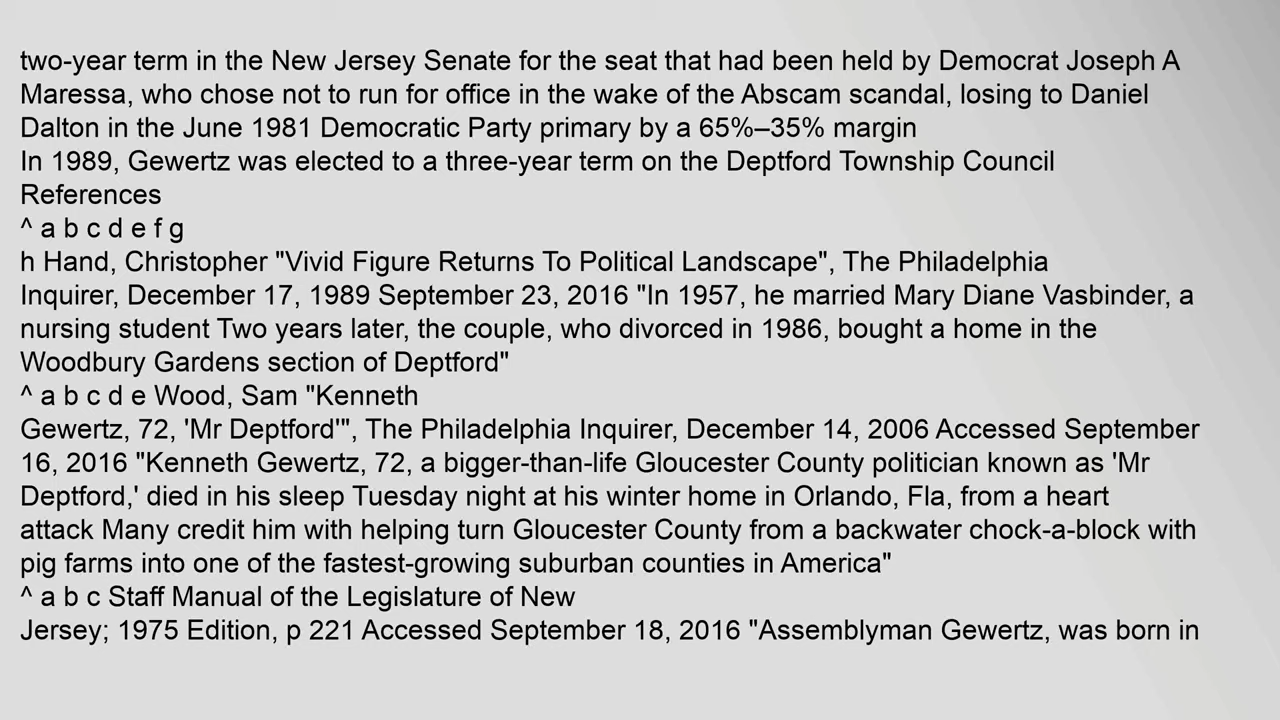 two-year term in the New Jersey Senate for the seat that had been held by Democrat Joseph A
Maressa, who chose not to run for office in the wake of the Abscam scandal, losing to Daniel
Dalton in the June 1981 Democratic Party primary by a 65%–35% margin
In 1989, Gewertz was elected to a three-year term on the Deptford Township Council
References
^ a b c d e f g
h Hand, Christopher "Vivid Figure Returns To Political Landscape", The Philadelphia
Inquirer, December 17, 1989 September 23, 2016 "In 1957, he married Mary Diane Vasbinder, a
nursing student Two years later, the couple, who divorced in 1986, bought a home in the
Woodbury Gardens section of Deptford"
^ a b c d e Wood, Sam "Kenneth
Gewertz, 72, 'Mr Deptford'", The Philadelphia Inquirer, December 14, 2006 Accessed September
16, 2016 "Kenneth Gewertz, 72, a bigger-than-life Gloucester County politician known as 'Mr
Deptford,' died in his sleep Tuesday night at his winter home in Orlando, Fla, from a heart
attack Many credit him with helping turn Gloucester County from a backwater chock-a-block with
pig farms into one of the fastest-growing suburban counties in America"
^ a b c Staff Manual of the Legislature of New
Jersey; 1975 Edition, p 221 Accessed September 18, 2016 "Assemblyman Gewertz, was born in